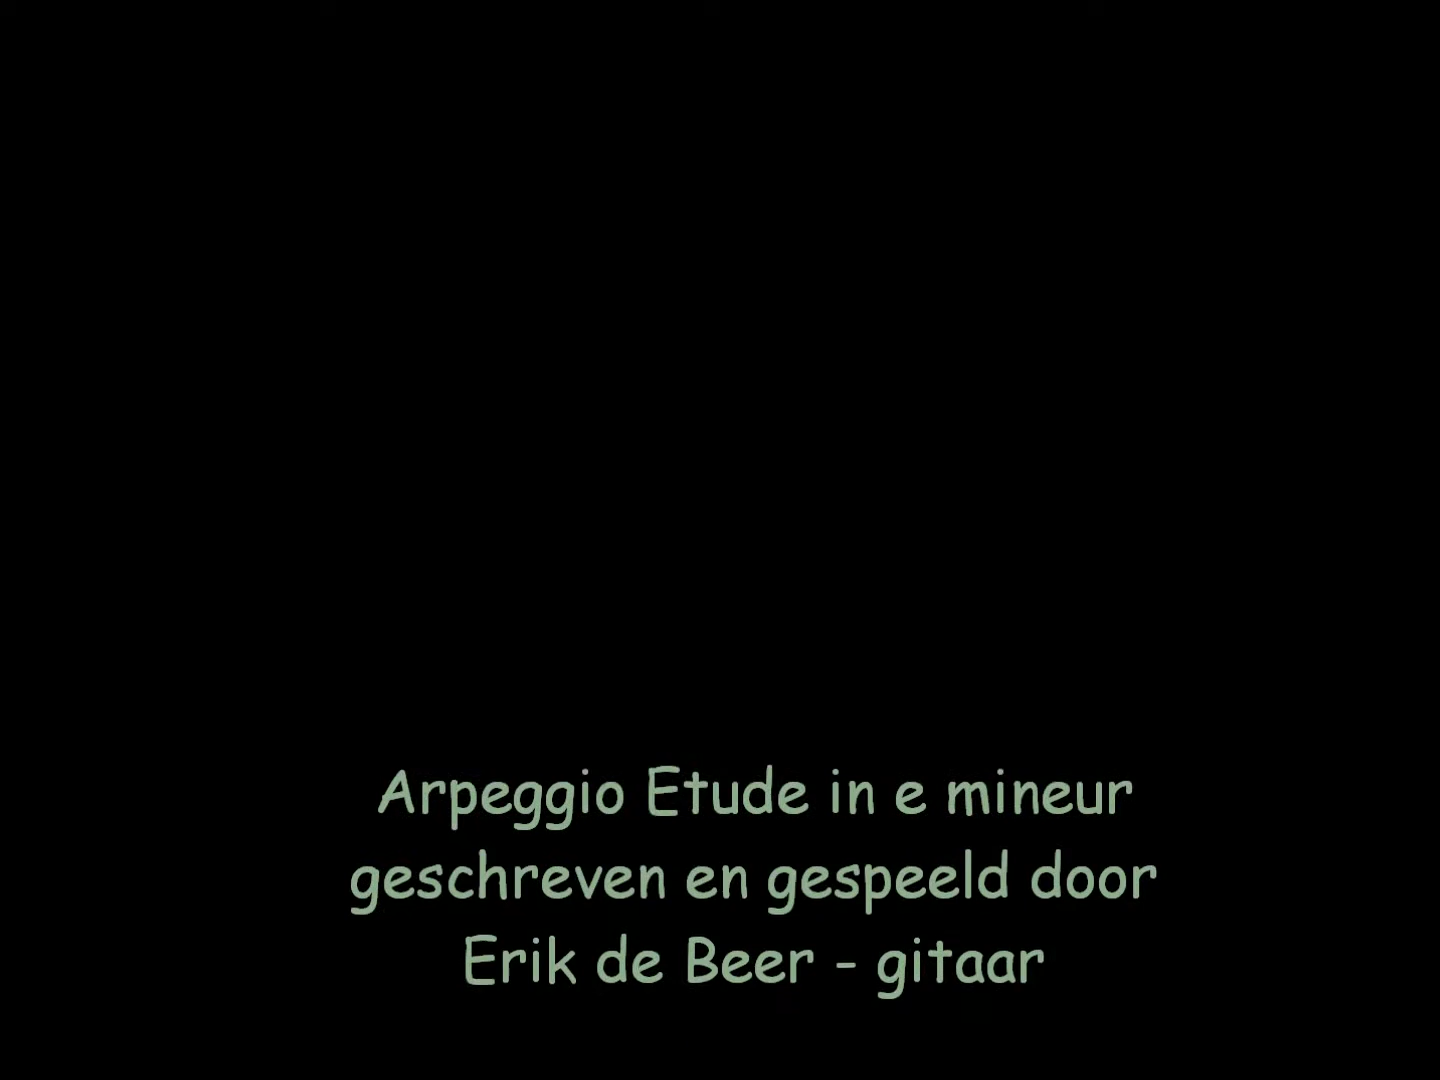 Arpeggio Etude in e mineur
geschreven en gespeeld door
Erik de Beer - gitaar